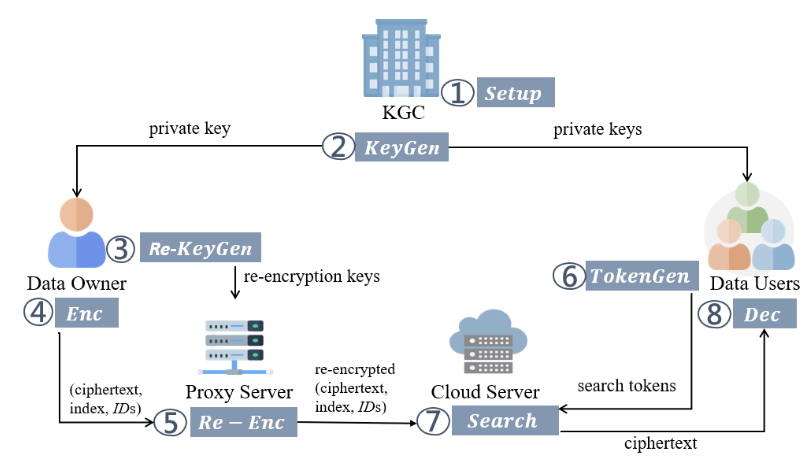 ① Setup
KGC
private key
② KeyGen
private keys
③ Re-KeyGen
re-encryption keys
Data Owner
④ Enc
⑥ TokenGen
Data Users
⑧ Dec
(ciphertext,
index, IDs)
Proxy Server
⑤ Re − Enc
re-encrypted
(ciphertext,
index, IDs)
Cloud Server
⑦ Search
search tokens
ciphertext